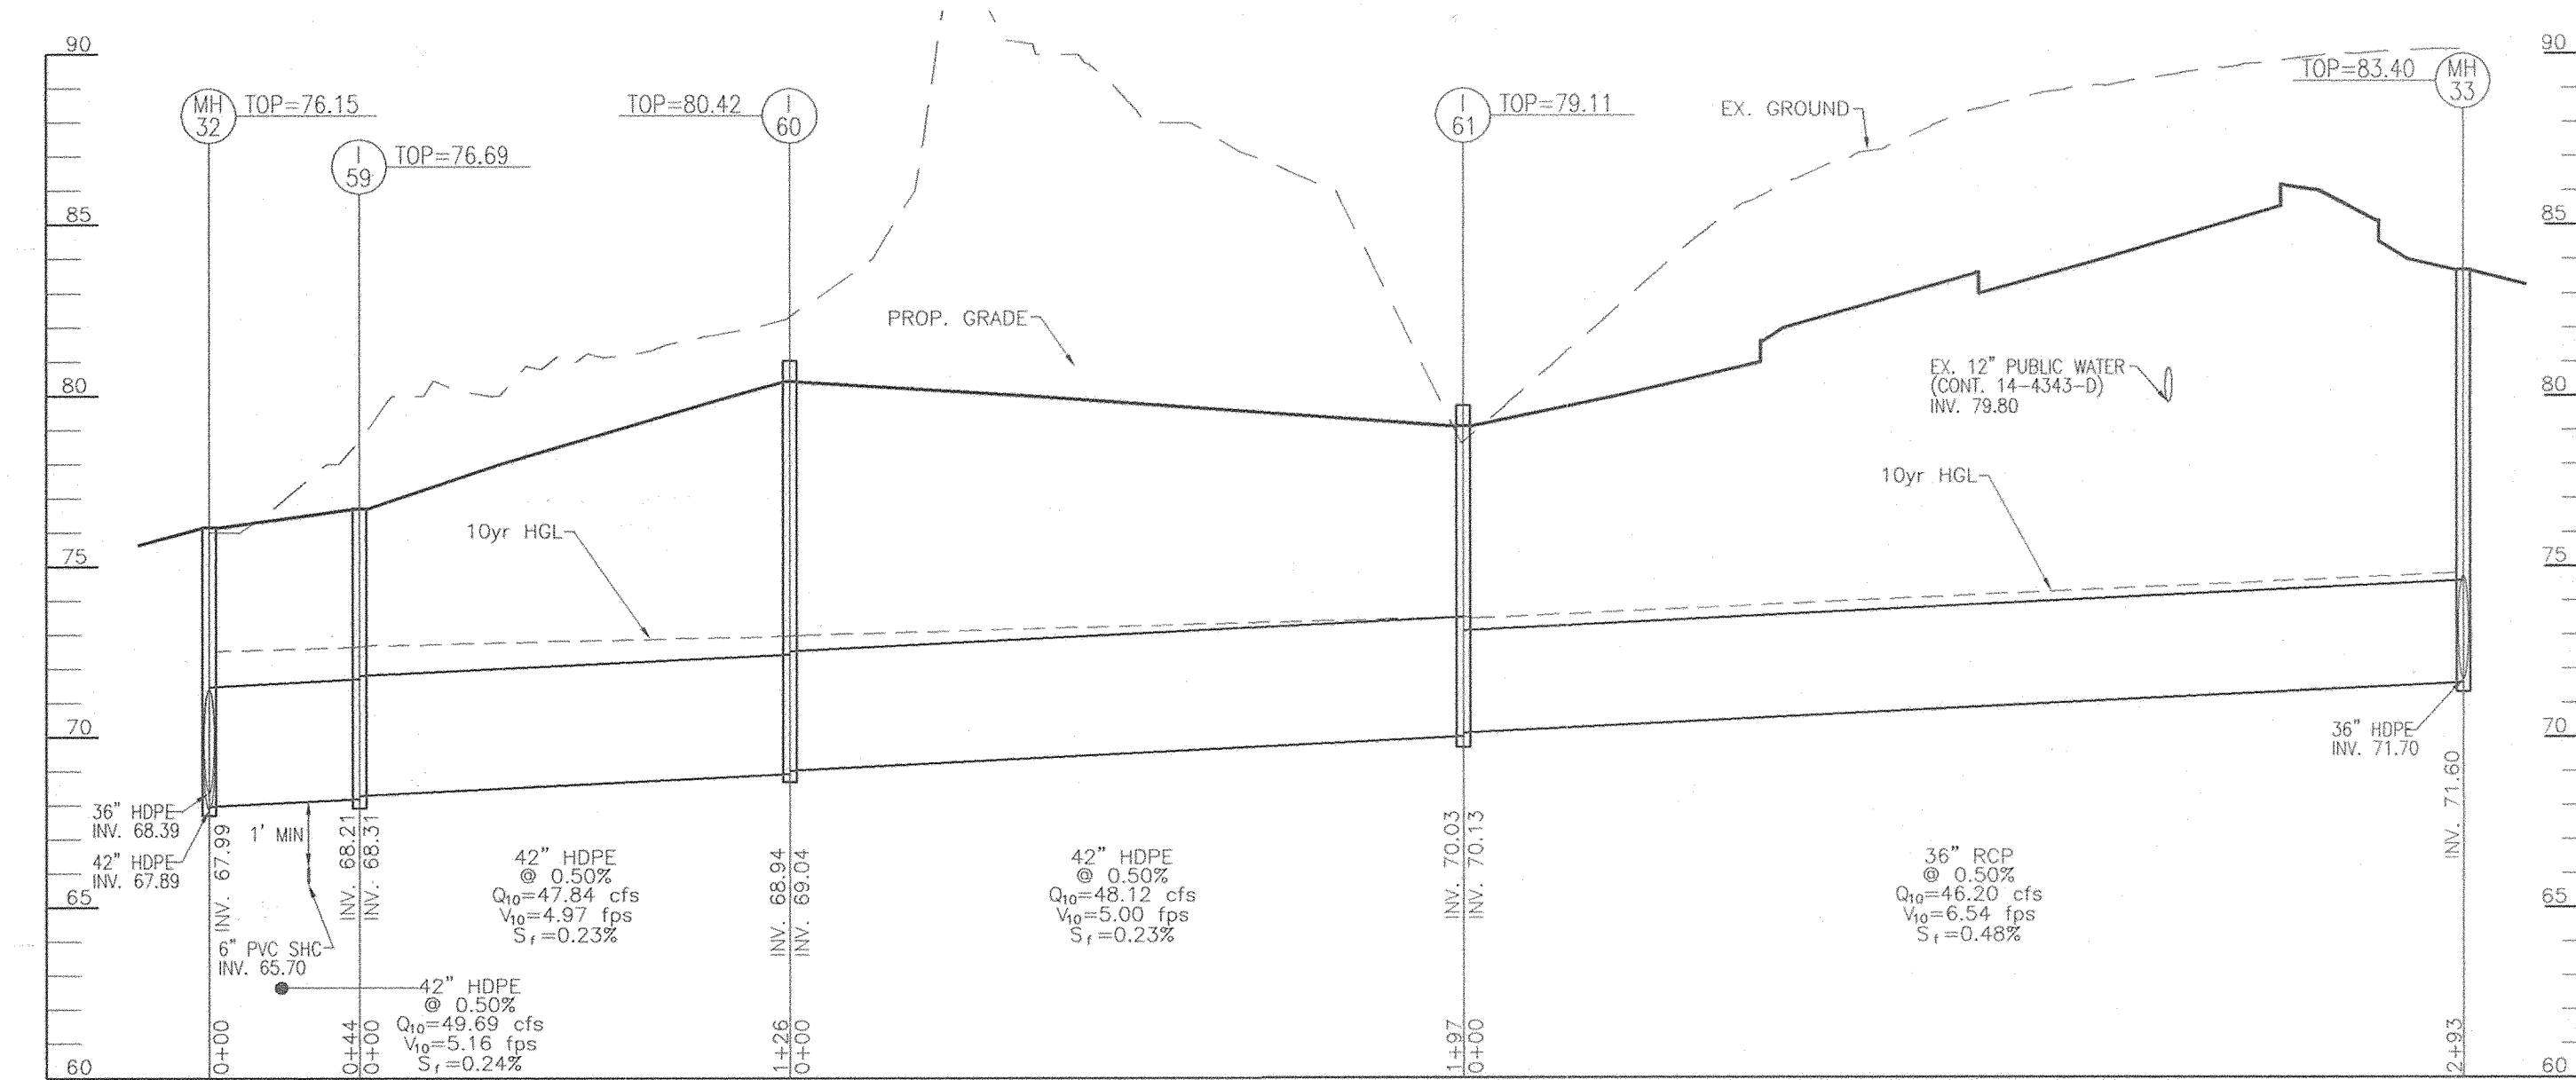 90
85
80
75
70
65
60
MH
32
TOP=76.15
I
59
TOP=76.69
TOP=80.42
I
60
I
61
TOP=79.11
EX. GROUND
TOP=83.40
MH
33
90
85
80
75
70
65
60
PROP. GRADE
EX. 12" PUBLIC WATER
(CONT. 14-4343-D)
INV. 79.80
10yr HGL
10yr HGL
36" HDPE
INV. 68.39
42" HDPE
INV. 67.89
INV. 67.99
1' MIN
6" PVC SHC
INV. 65.70
INV. 68.21
INV. 68.31
42" HDPE
@ 0.50%
Q10=49.69 cfs
V10=5.16 fps
Sf=0.24%
42" HDPE
@ 0.50%
Q10=47.84 cfs
V10=4.97 fps
Sf=0.23%
INV. 68.94
INV. 69.04
42" HDPE
@ 0.50%
Q10=48.12 cfs
V10=5.00 fps
Sf=0.23%
INV. 70.03
INV. 70.13
36" RCP
@ 0.50%
Q10=46.20 cfs
V10=6.54 fps
Sf=0.48%
36" HDPE
INV. 71.70
INV. 71.60
0+00
0+44
0+00
1+26
0+00
1+97
0+00
2+93